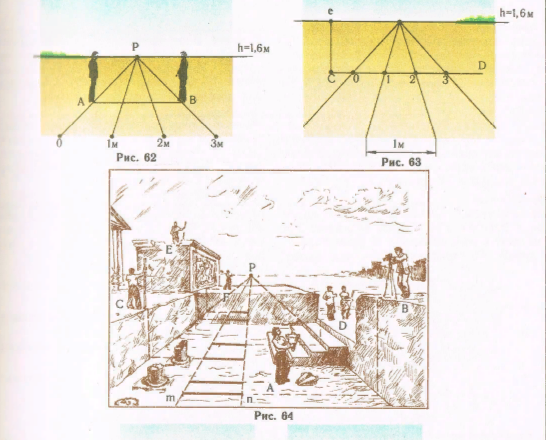 P
h=1,6м
A
B
0
1м
2м
3м
Рис. 62
e
h=1,6м
C
0
1
2
3
D
1м
Рис. 63
E
P
C
F
D
B
A
m
n
Рис. 64